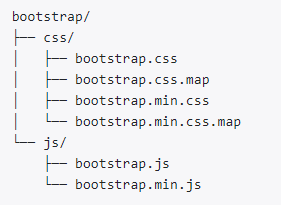 bootstrap/
├── css/
│   ├── bootstrap.css
│   ├── bootstrap.css.map
│   ├── bootstrap.min.css
│   └── bootstrap.min.css.map
└── js/
    ├── bootstrap.js
    └── bootstrap.min.js